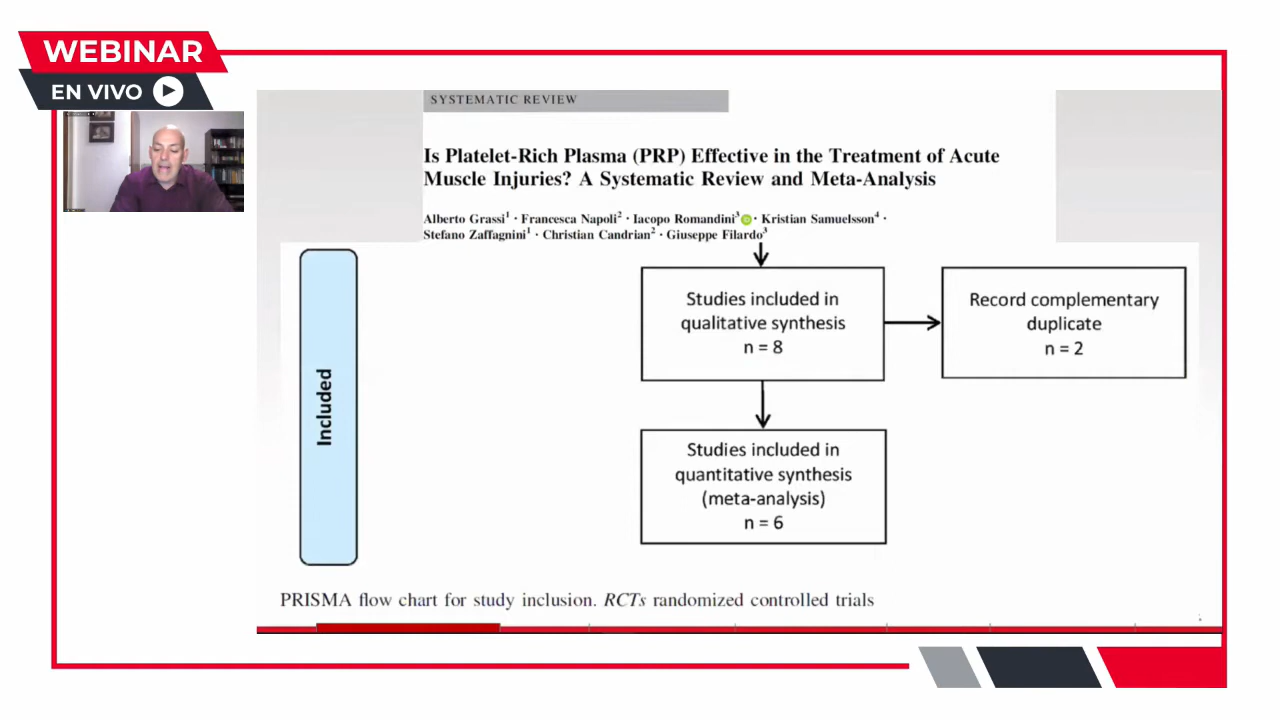 WEBINAR
EN VIVO
SYSTEMATIC REVIEW
Is Platelet-Rich Plasma (PRP) Effective in the Treatment of Acute
Muscle Injuries? A Systematic Review and Meta-Analysis
Alberto Grassi1 · Francesca Napoli2 · Iacopo Romandini3 · Kristian Samuelsson4 ·
Stefano Zaffagnini1 · Christian Candrian2 · Giuseppe Filardo3
Included
Studies included in
qualitative synthesis
n = 8
Record complementary
duplicate
n = 2
Studies included in
quantitative synthesis
(meta-analysis)
n = 6
PRISMA flow chart for study inclusion. RCTs randomized controlled trials